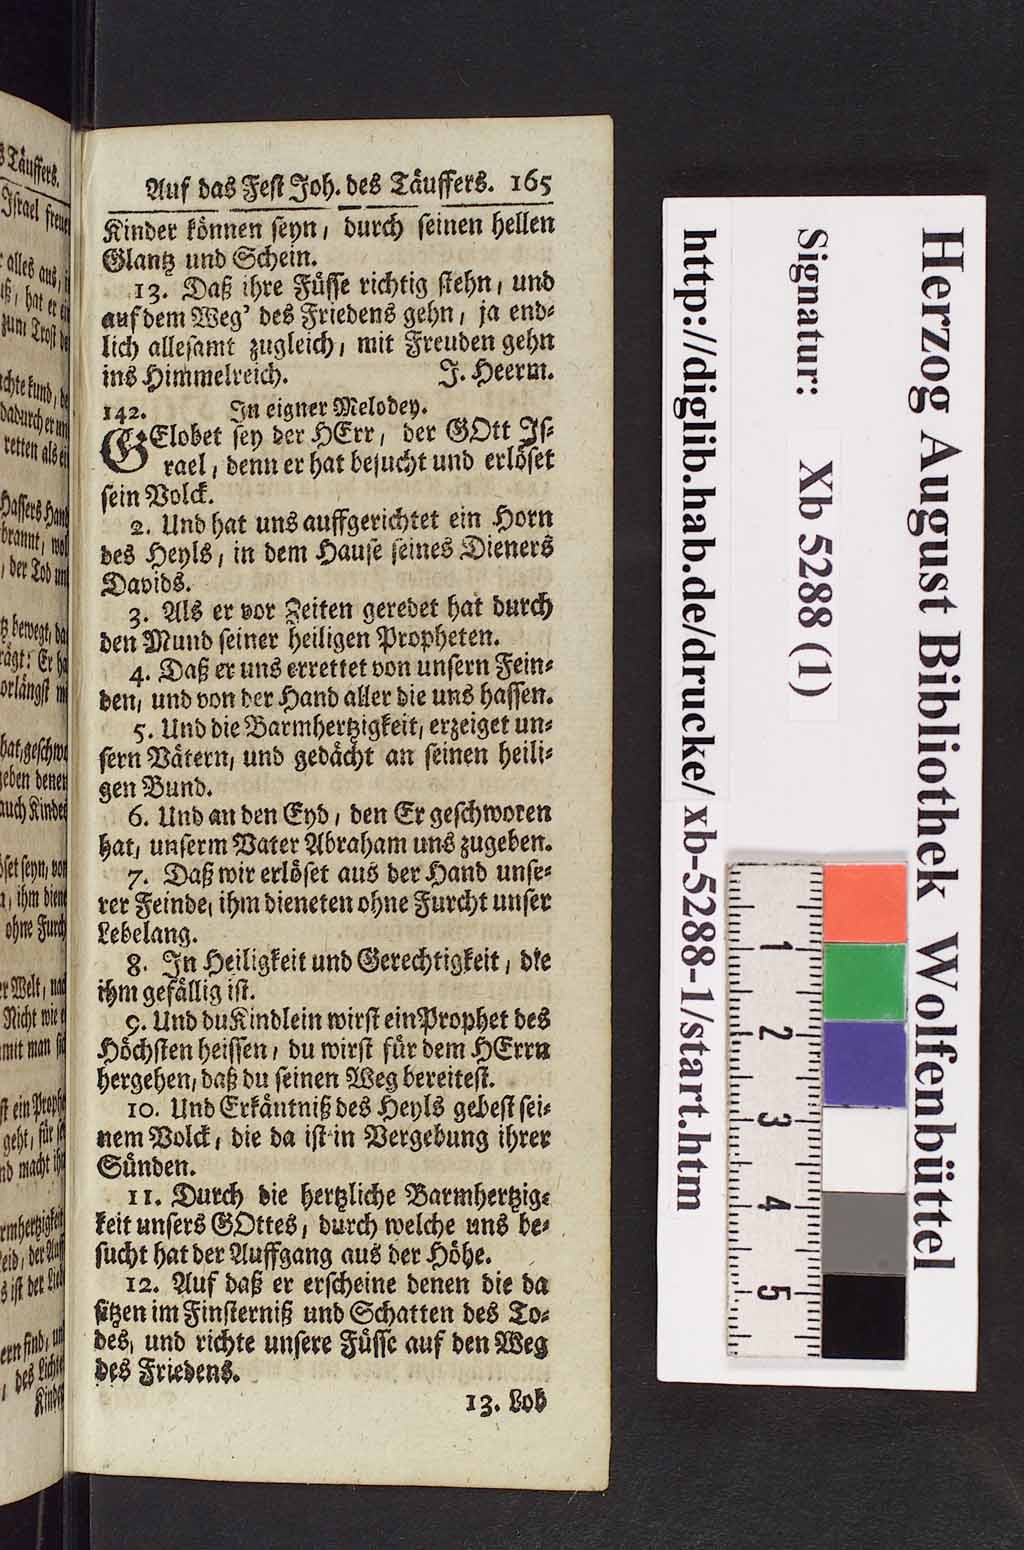 s Täuffers.
Israel freue
Auf das Fest Joh. des Täuffers. 165
Kinder können seyn, durch seinen hellen
Glantz und Schein.
13. Daß ihre Füsse richtig stehn, und
auf dem Weg' des Friedens gehn, ja end-
lich allesamt zugleich, mit Freuden gehn
ins Himmelreich. J. Heerm.
142. In eigner Melodey.
GElobet sey der HErr, der GOtt Is-
rael, denn er hat besucht und erlöset
sein Volck.
2. Und hat uns auffgerichtet ein Horn
des Heyls, in dem Hause seines Dieners
Davids.
3. Als er vor Zeiten geredet hat durch
den Mund seiner heiligen Propheten.
4. Daß er uns errettet von unsern Fein-
den, und von der Hand aller die uns hassen.
5. Und die Barmhertzigkeit, erzeiget un-
sern Vätern, und gedächt an seinen heili-
gen Bund.
6. Und an den Eyd, den Er geschworen
hat, unserm Vater Abraham uns zugeben.
7. Daß wir erlöset aus der Hand unse-
rer Feinde, ihm dieneten ohne Furcht unser
Lebelang.
8. In Heiligkeit und Gerechtigkeit, die
ihm gefällig ist.
9. Und du Kindlein wirst ein Prophet des
Höchsten heissen, du wirst für dem HErrn
hergehen, daß du seinen Weg bereitest.
10. Und Erkäntniß des Heyls gebest sei-
nem Volck, die da ist in Vergebung ihrer
Sünden.
11. Durch die hertzliche Barmhertzig-
keit unsers GOttes, durch welche uns be-
sucht hat der Auffgang aus der Höhe.
12. Auf daß er erscheine denen die da
sitzen im Finsterniß und Schatten des To-
des, und richte unsere Füsse auf den Weg
des Friedens.
13. Lob
Herzog August Bibliothek Wolfenbüttel
Signatur: Xb 5288 (1)
http://diglib.hab.de/drucke/ xb-5288-1/start.htm
1
2
3
4
5